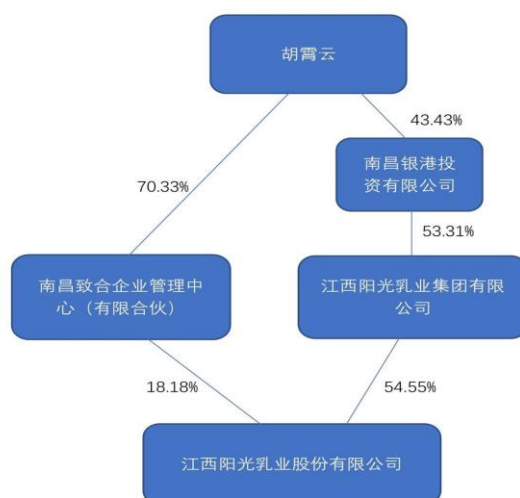 胡霄云
43.43%
南昌银港投
资有限公司
70.33%
53.31%
南昌致合企业管理中
心（有限合伙）
江西阳光乳业集团有限
公司
18.18%
54.55%
江西阳光乳业股份有限公司